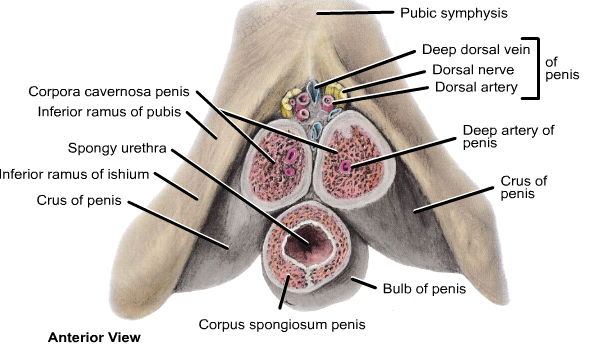 Pubic symphysis
Deep dorsal vein
Dorsal nerve
Dorsal artery
of
penis
Corpora cavernosa penis
Inferior ramus of pubis
Spongy urethra
Inferior ramus of ishium
Crus of penis
Deep artery of
penis
Crus of
penis
Bulb of penis
Corpus spongiosum penis
Anterior View